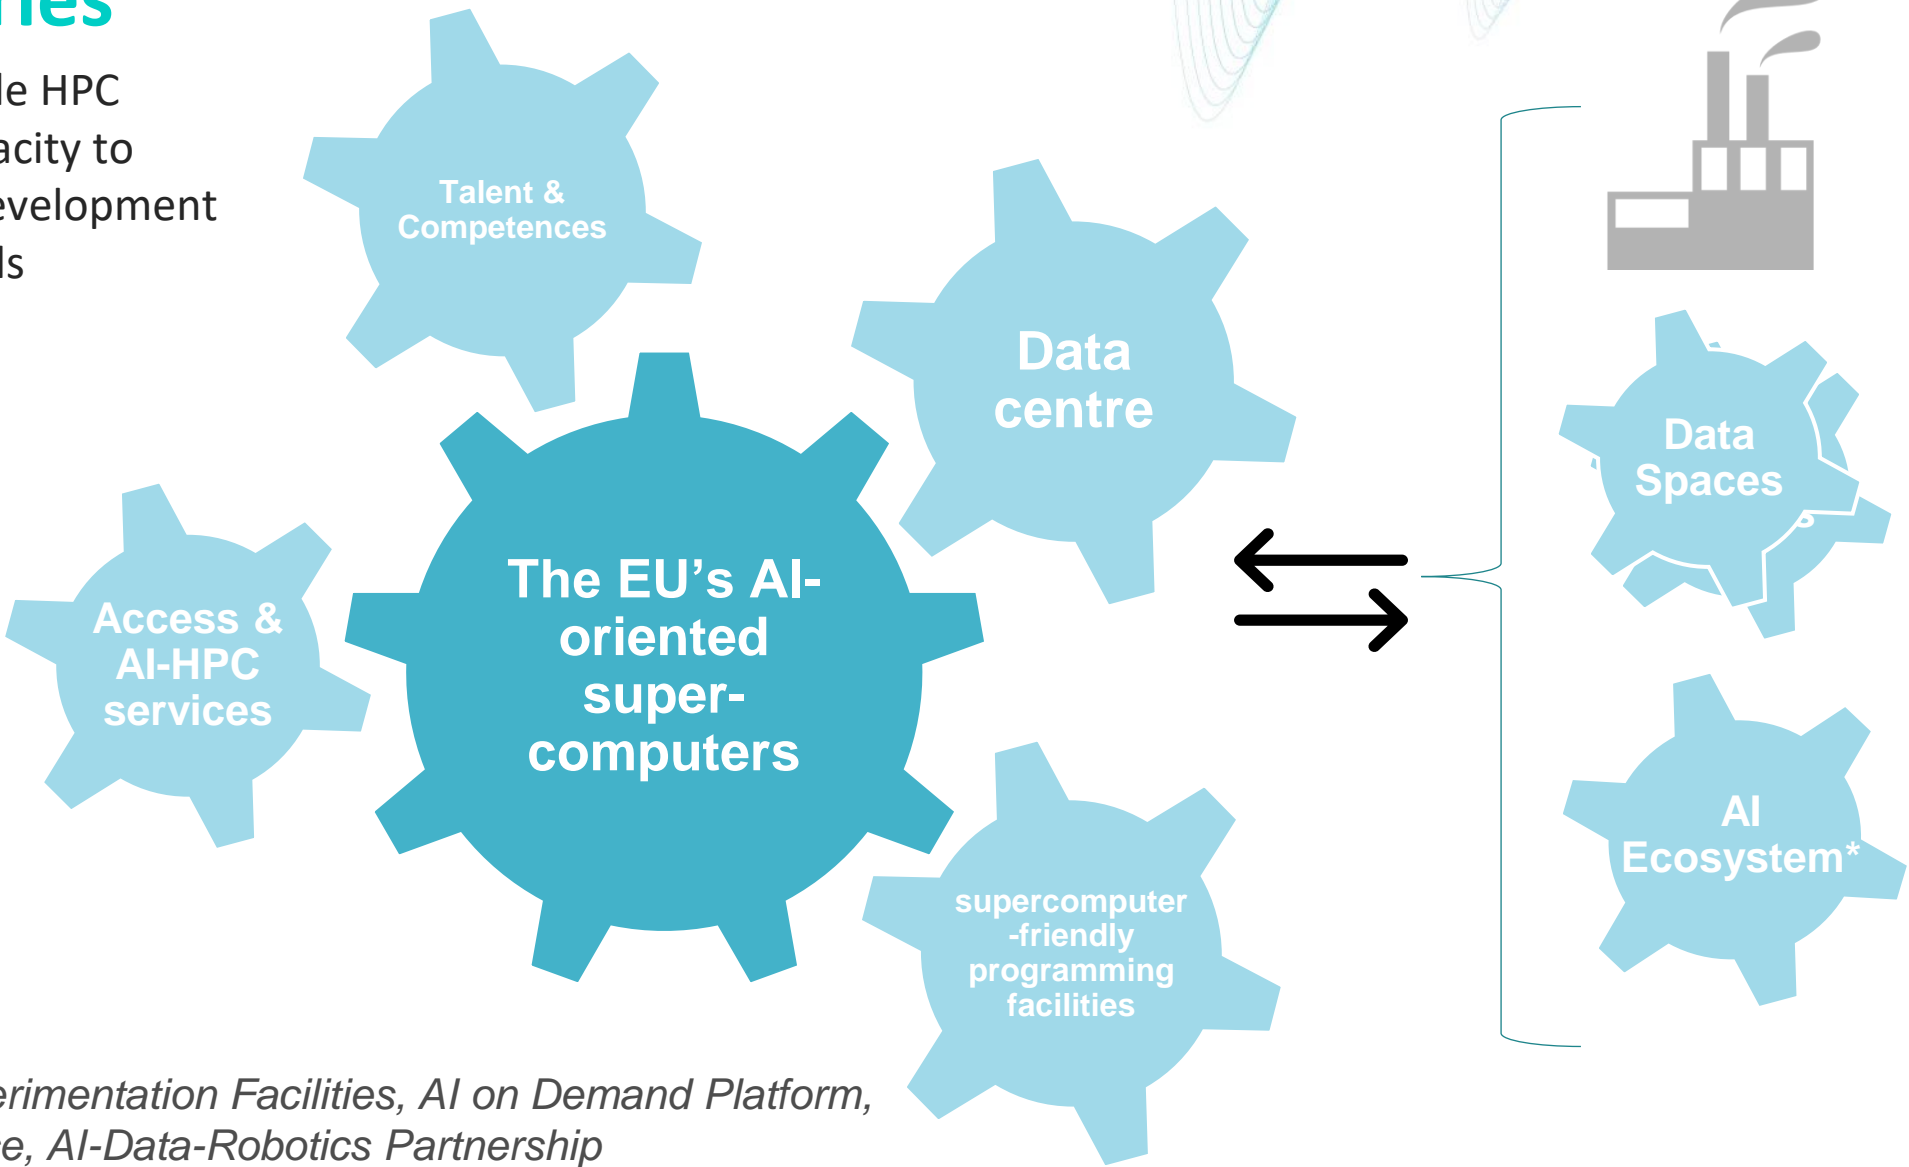 ries
le HPC
acity to
evelopment
ls
Talent &
Competences
Data
centre
The EU’s AI-
oriented
super-
computers
Access &
AI-HPC
services
supercomputer
-friendly
programming
facilities
Data
Spaces
s
AI
Ecosystem*
erimentation Facilities, AI on Demand Platform,
e, AI-Data-Robotics Partnership